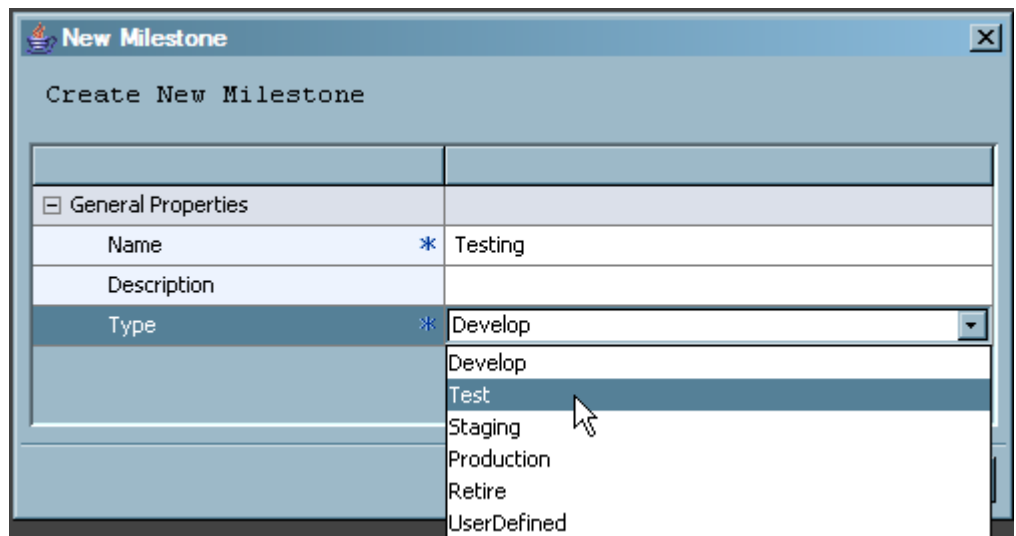 New Milestone
Create New Milestone
General Properties
Name * Testing
Description
Type * Develop
Develop
Test
Staging
Production
Retire
UserDefined